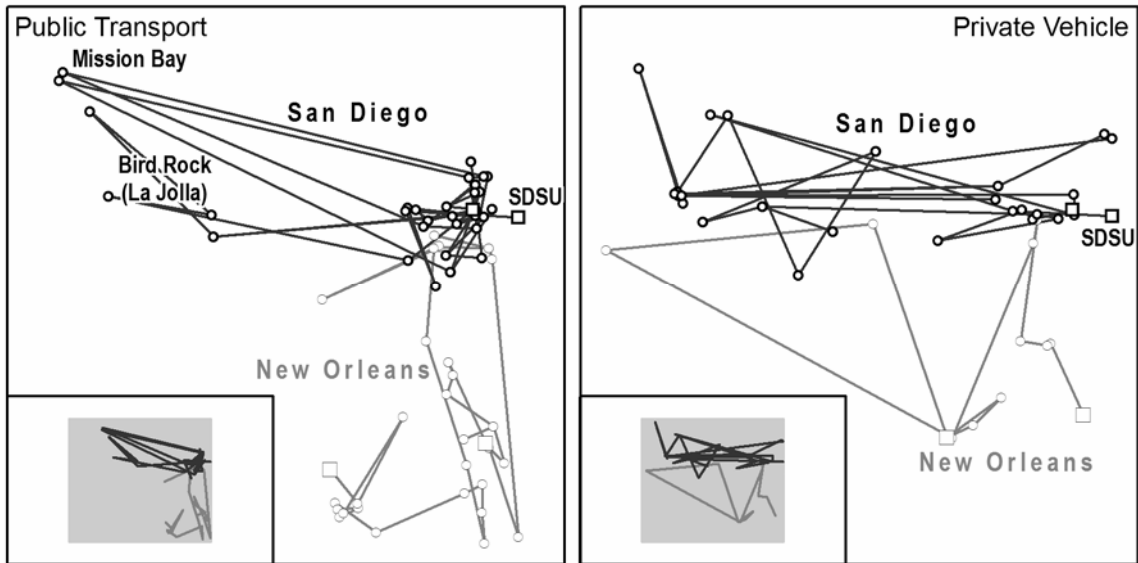 Public Transport
Mission Bay
San Diego
Bird Rock
(La Jolla)
SDSU
New Orleans
Private Vehicle
San Diego
SDSU
New Orleans